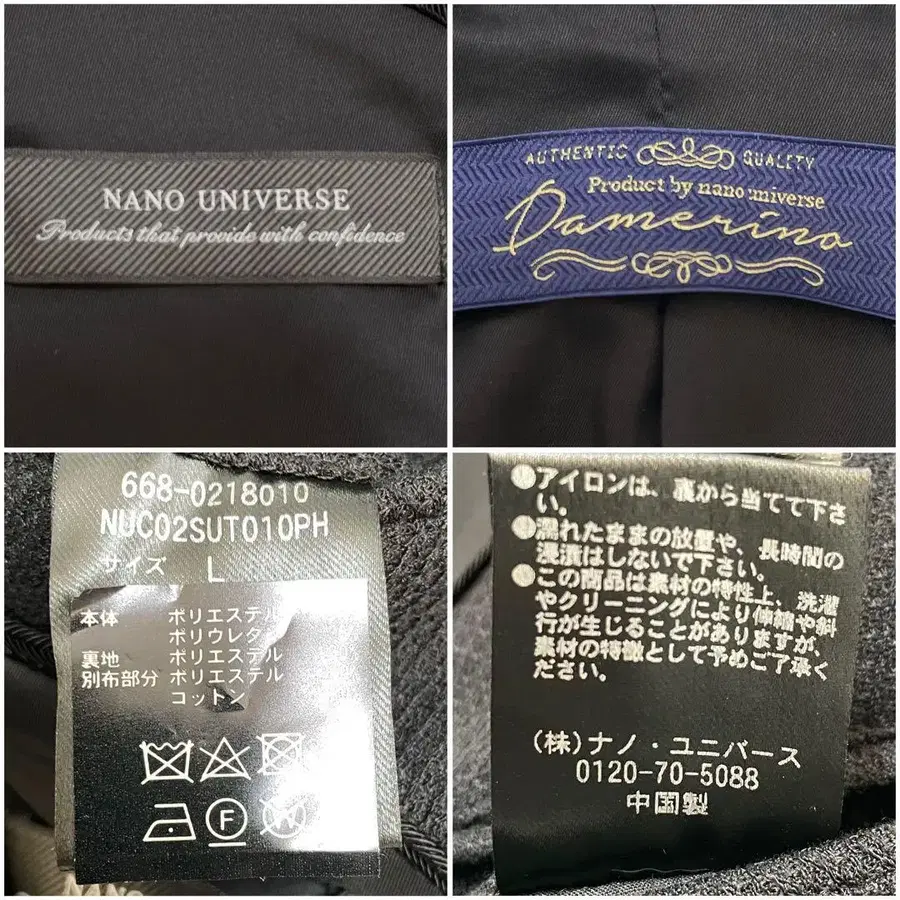 NANO UNIVERSE
Products that provide with confidence
AUTHENTIC QUALITY
Product by nano universe
Damerino
668-0218010
NUC02SUT010PH
サイズ L
本体 ポリエステル
ポリウレタン
裏地 ポリエステル
別布部分 ポリエステル
コットン
F
W
●アイロンは、裏から当てて下さ
い。
●濡れたままの放置や、長時間の
浸漬はしないで下さい。
●この商品は素材の特性上、洗濯
やクリーニングにより伸縮や斜
行が生じることがありますが、
素材の特徴として予めご了承く
ださい。
(株)ナノ・ユニバース
0120-70-5088
中国製